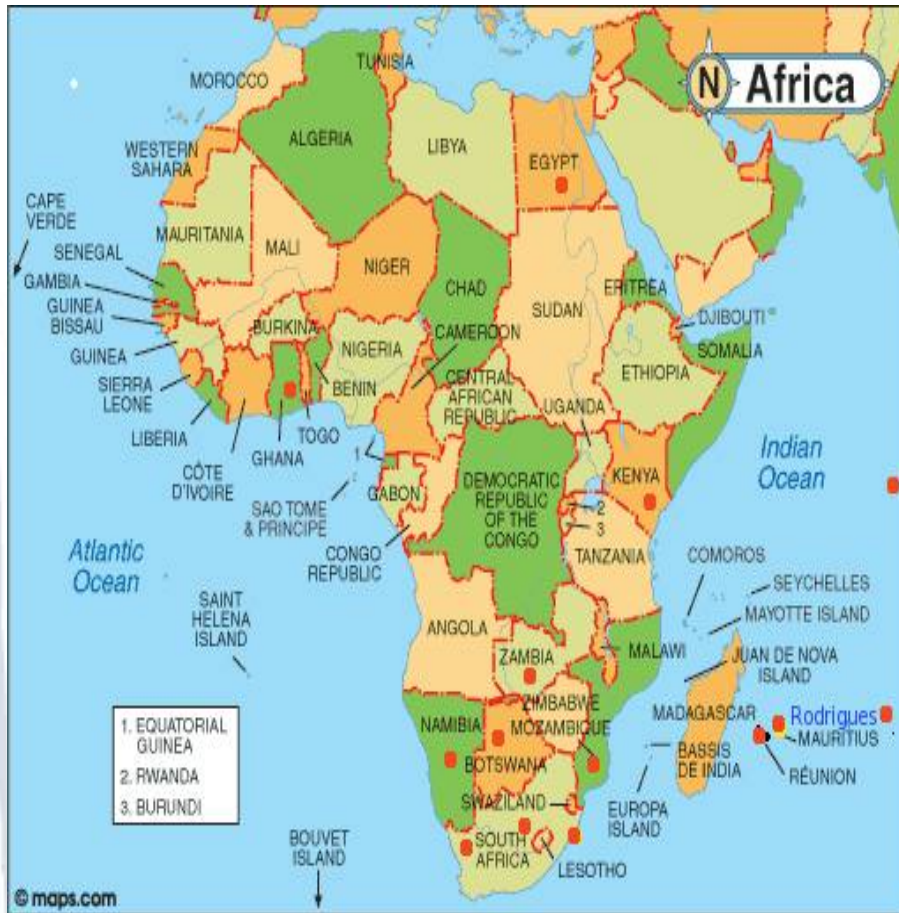 N Africa
MOROCCO
TUNISIA
ALGERIA
LIBYA
EGYPT
WESTERN
SAHARA
CAPE
VERDE
MAURITANIA
MALI
NIGER
CHAD
SUDAN
ERITREA
SENEGAL
GAMBIA
GUINEA
BISSAU
GUINEA
SIERRA
LEONE
LIBERIA
CÔTE
D'IVOIRE
BURKINA
GHANA
TOGO
BENIN
NIGERIA
CAMEROON
CENTRAL
AFRICAN
REPUBLIC
DJIBOUTI
SOMALIA
ETHIOPIA
UGANDA
KENYA
Indian
Ocean
1
SAO TOME
& PRINCIPE
GABON
CONGO
REPUBLIC
DEMOCRATIC
REPUBLIC
OF THE
CONGO
2
3
TANZANIA
Atlantic
Ocean
SAINT
HELENA
ISLAND
COMOROS
SEYCHELLES
MAYOTTE ISLAND
JUAN DE NOVA
ISLAND
ANGOLA
ZAMBIA
MALAWI
ZIMBABWE
MOZAMBIQUE
MADAGASCAR
Rodrigues
MAURITIUS
RÉUNION
BASSIS
DE INDIA
EUROPA
ISLAND
NAMIBIA
BOTSWANA
SWAZILAND
SOUTH
AFRICA
LESOTHO
1. EQUATORIAL
GUINEA
2. RWANDA
3. BURUNDI
BOUVET
ISLAND
© maps.com